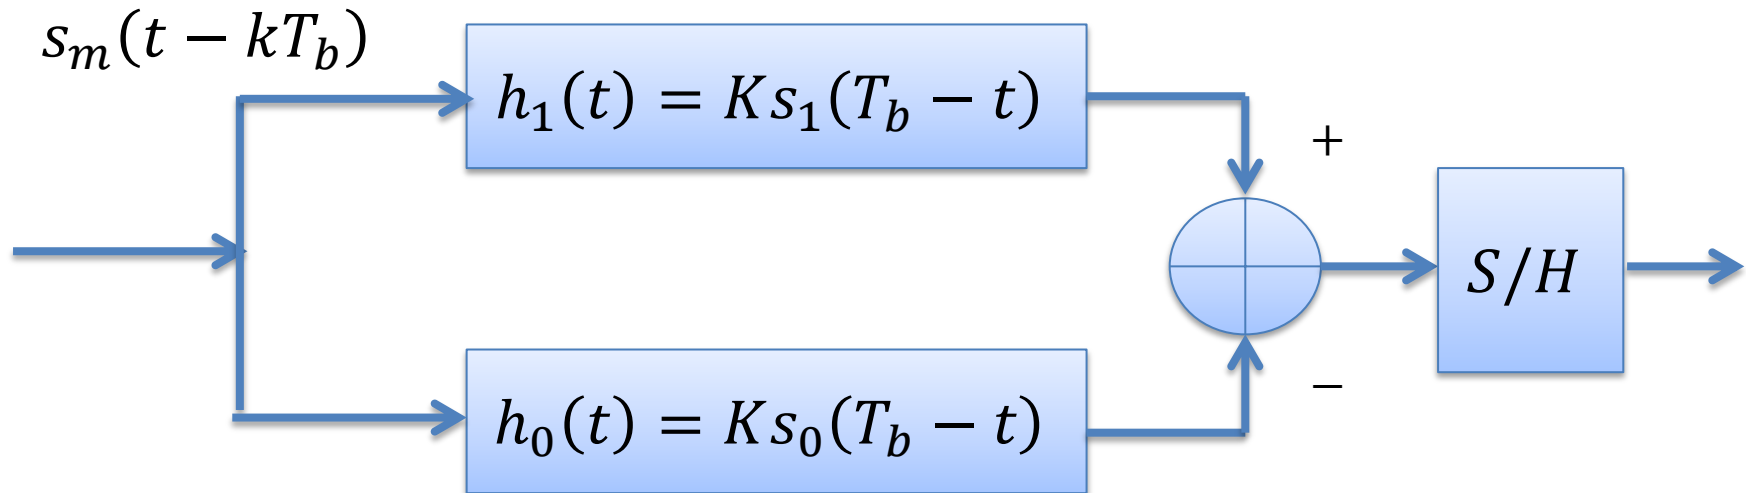 s_m(t − kT_b)
h_1(t) = Ks_1(T_b − t)
+
S/H
−
h_0(t) = Ks_0(T_b − t)